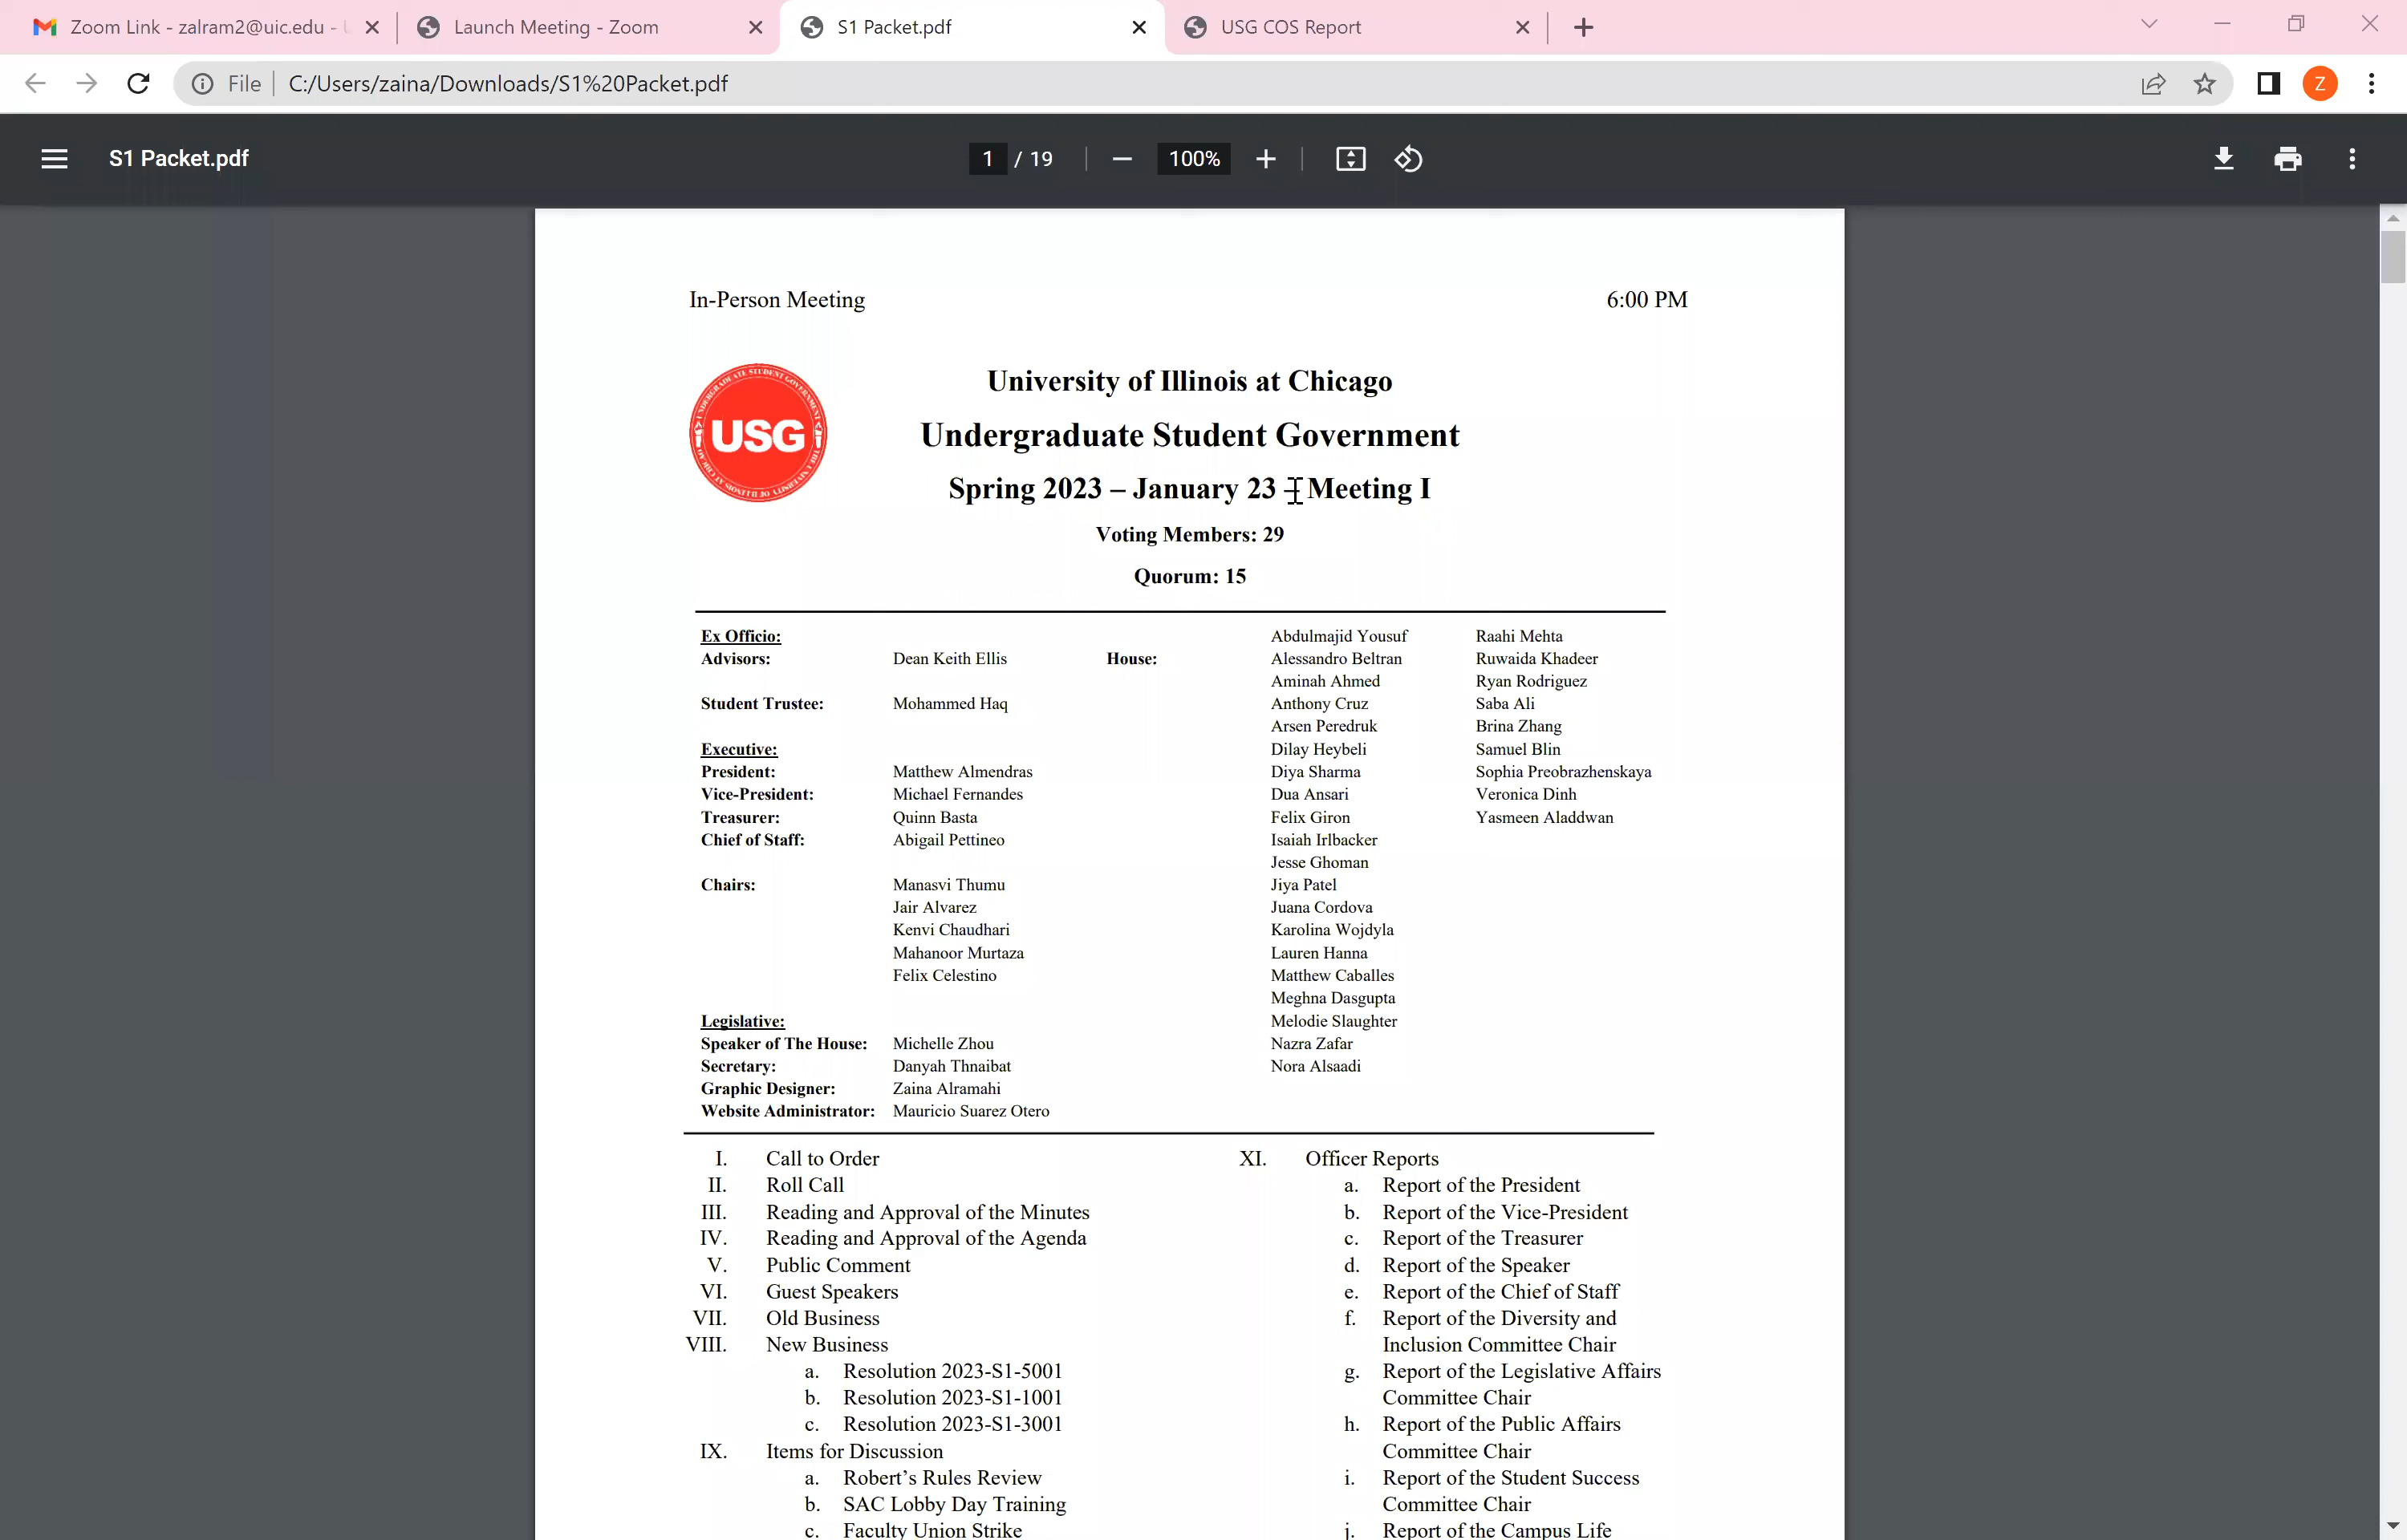 Zoom Link - zalram2@uic.edu -
Launch Meeting - Zoom
S1 Packet.pdf
USG COS Report
File
C:/Users/zaina/Downloads/S1%20Packet.pdf
Z
S1 Packet.pdf
1 / 19
100%
In-Person Meeting
6:00 PM
UNDERGRADUATE STUDENT GOVERNMENT
USG
THE UNIVERSITY OF ILLINOIS AT CHICAGO
University of Illinois at Chicago
Undergraduate Student Government
Spring 2023 – January 23 – Meeting I
Voting Members: 29
Quorum: 15
Ex Officio:
Advisors: Dean Keith Ellis
Student Trustee: Mohammed Haq
Executive:
President: Matthew Almendras
Vice-President: Michael Fernandes
Treasurer: Quinn Basta
Chief of Staff: Abigail Pettineo
Chairs: Manasvi Thumu
Jair Alvarez
Kenvi Chaudhari
Mahanoor Murtaza
Felix Celestino
Legislative:
Speaker of The House: Michelle Zhou
Secretary: Danyah Thnaibat
Graphic Designer: Zaina Alramahi
Website Administrator: Mauricio Suarez Otero
House:
Abdulmajid Yousuf
Alessandro Beltran
Aminah Ahmed
Anthony Cruz
Arsen Peredruk
Dilay Heybeli
Diya Sharma
Dua Ansari
Felix Giron
Isaiah Irlbacker
Jesse Ghoman
Jiya Patel
Juana Cordova
Karolina Wojdyla
Lauren Hanna
Matthew Caballes
Meghna Dasgupta
Melodie Slaughter
Nazra Zafar
Nora Alsaadi
Raahi Mehta
Ruwaida Khadeer
Ryan Rodriguez
Saba Ali
Brina Zhang
Samuel Blin
Sophia Preobrazhenskaya
Veronica Dinh
Yasmeen Aladdwan
I. Call to Order
II. Roll Call
III. Reading and Approval of the Minutes
IV. Reading and Approval of the Agenda
V. Public Comment
VI. Guest Speakers
VII. Old Business
VIII. New Business
a. Resolution 2023-S1-5001
b. Resolution 2023-S1-1001
c. Resolution 2023-S1-3001
IX. Items for Discussion
a. Robert’s Rules Review
b. SAC Lobby Day Training
c. Faculty Union Strike
XI. Officer Reports
a. Report of the President
b. Report of the Vice-President
c. Report of the Treasurer
d. Report of the Speaker
e. Report of the Chief of Staff
f. Report of the Diversity and
Inclusion Committee Chair
g. Report of the Legislative Affairs
Committee Chair
h. Report of the Public Affairs
Committee Chair
i. Report of the Student Success
Committee Chair
j. Report of the Campus Life